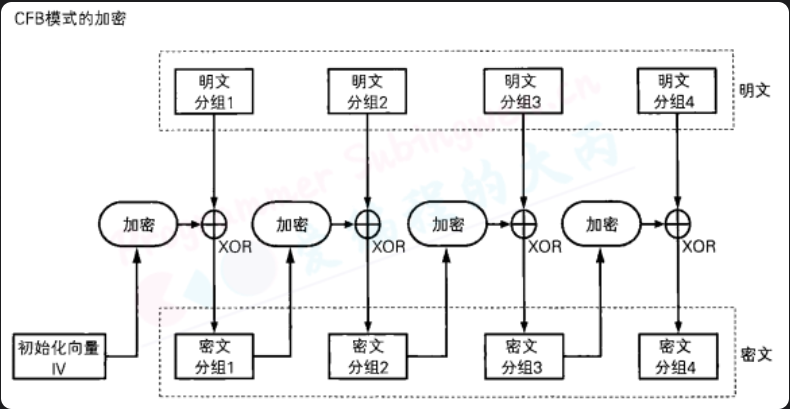 CFB模式的加密
明文
分组1
明文
分组2
明文
分组3
明文
分组4
明文
加密
XOR
加密
XOR
加密
XOR
加密
XOR
初始化向量
IV
密文
分组1
密文
分组2
密文
分组3
密文
分组4
密文